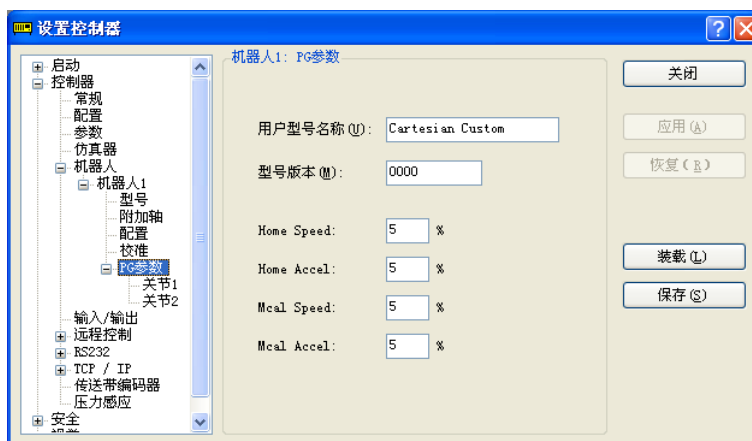 设置控制器
启动
控制器
常规
配置
参数
仿真器
机器人
机器人1
型号
附加轴
配置
校准
PG参数
关节1
关节2
输入/输出
远程控制
RS232
TCP / IP
传送带编码器
压力感应
安全
机器人1: PG参数
用户型号名称(U): Cartesian Custom
型号版本(M): 0000
Home Speed: 5 %
Home Accel: 5 %
Mcal Speed: 5 %
Mcal Accel: 5 %
关闭
应用(A)
恢复(R)
装载(L)
保存(S)